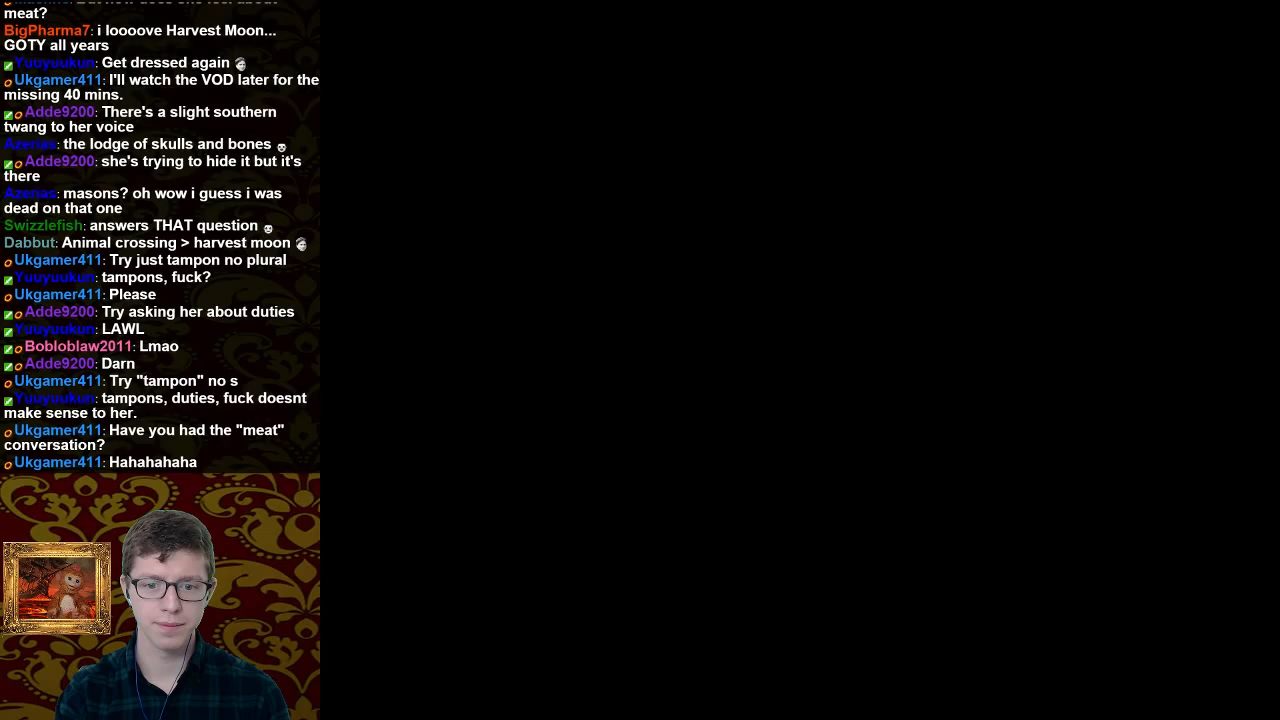 meat?
BigPharma7: i loooove Harvest Moon...
GOTY all years
Yuuyuukun: Get dressed again
Ukgamer411: I'll watch the VOD later for the
missing 40 mins.
Adde9200: There's a slight southern
twang to her voice
Azerias: the lodge of skulls and bones
Adde9200: she's trying to hide it but it's
there
Azerias: masons? oh wow i guess i was
dead on that one
Swizzlefish: answers THAT question
Dabbut: Animal crossing > harvest moon
Ukgamer411: Try just tampon no plural
Yuuyuukun: tampons, fuck?
Ukgamer411: Please
Adde9200: Try asking her about duties
Yuuyuukun: LAWL
Bobloblaw2011: Lmao
Adde9200: Darn
Ukgamer411: Try "tampon" no s
Yuuyuukun: tampons, duties, fuck doesnt
make sense to her.
Ukgamer411: Have you had the "meat"
conversation?
Ukgamer411: Hahahahaha